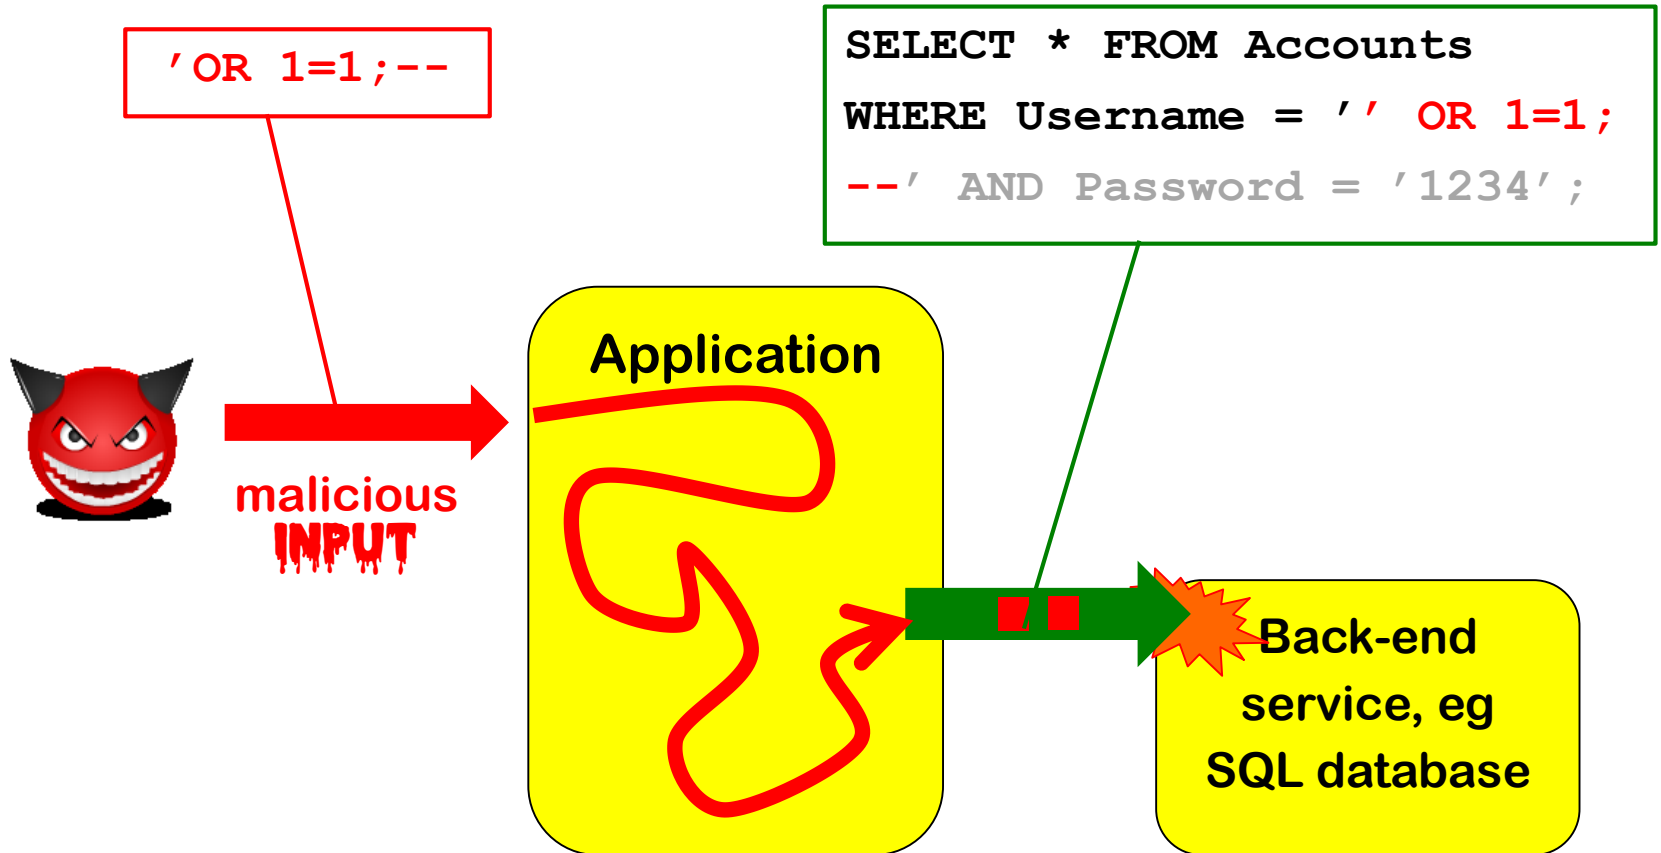 ’OR 1=1;--
SELECT * FROM Accounts
WHERE Username = ’’ OR 1=1;
--’ AND Password = ’1234’;
Application
malicious
INPUT
Back-end
service, eg
SQL database